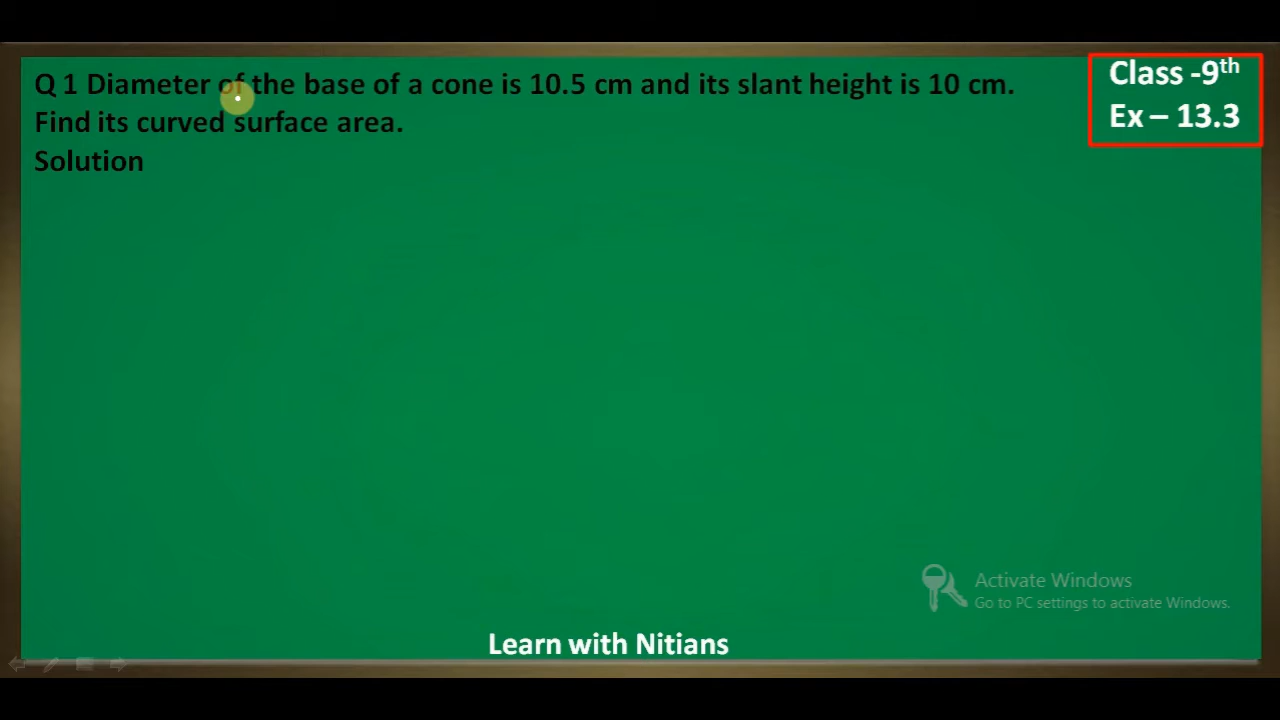 Q 1 Diameter of the base of a cone is 10.5 cm and its slant height is 10 cm.
Find its curved surface area.
Solution
Class -9th
Ex – 13.3
Activate Windows
Go to PC settings to activate Windows.
Learn with Nitians